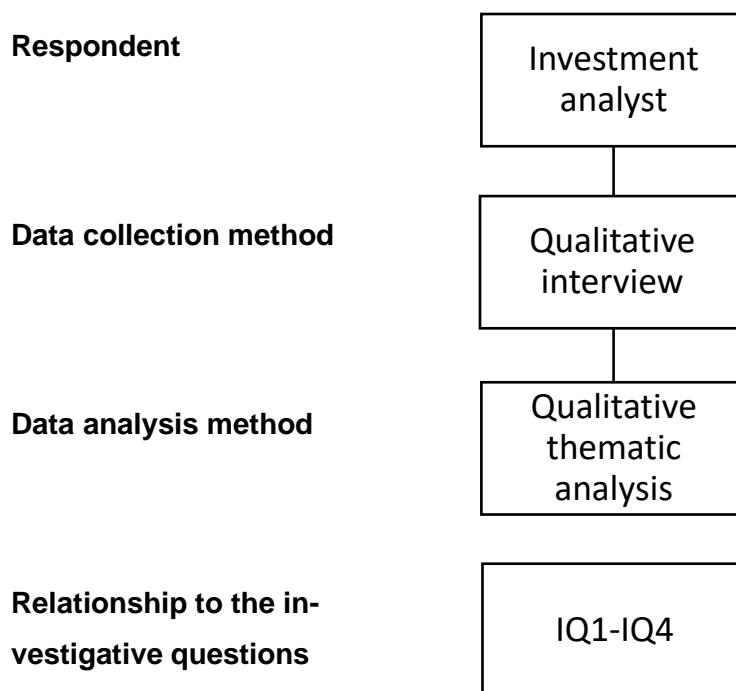 Respondent
Investment
analyst
Data collection method
Qualitative
interview
Data analysis method
Qualitative
thematic
analysis
Relationship to the in-
vestigative questions
IQ1-IQ4